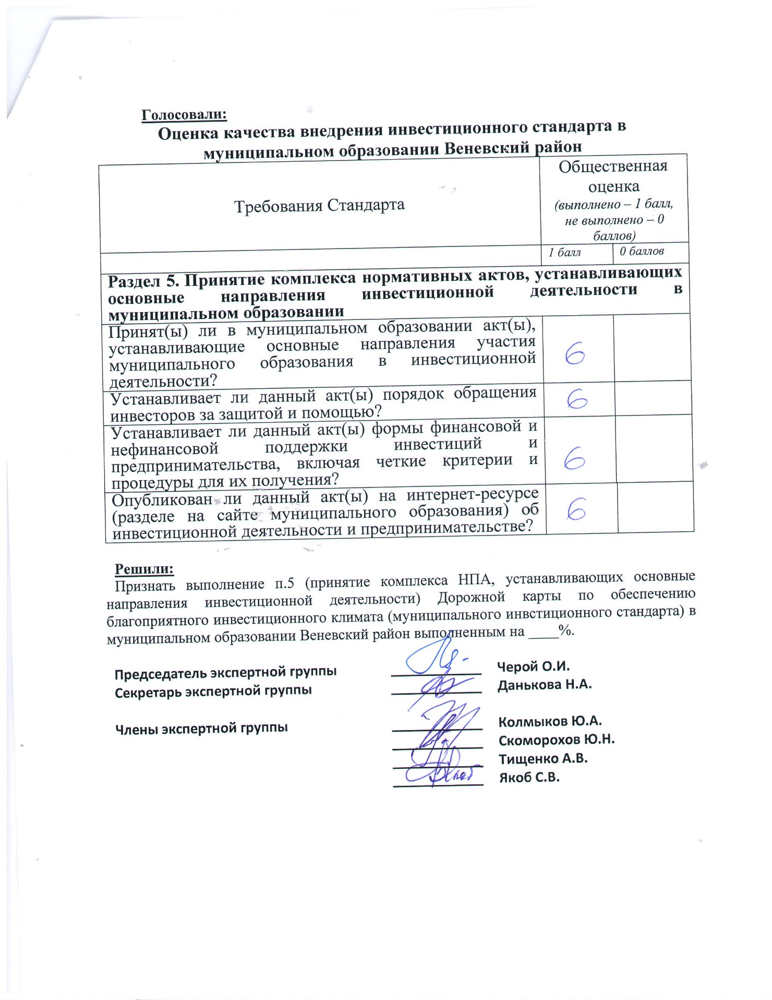 Голосовали:
Оценка качества внедрения инвестиционного стандарта в
муниципальном образовании Веневский район
Требования Стандарта
Общественная
оценка
(выполнено – 1 балл,
не выполнено – 0
баллов)
1 балл 0 баллов
Раздел 5. Принятие комплекса нормативных актов, устанавливающих
основные направления инвестиционной деятельности в
муниципальном образовании
Принят(ы) ли в муниципальном образовании акт(ы),
устанавливающие основные направления участия
муниципального образования в инвестиционной
деятельности?
6
Устанавливает ли данный акт(ы) порядок обращения
инвесторов за защитой и помощью?
6
Устанавливает ли данный акт(ы) формы финансовой и
нефинансовой поддержки инвестиций и
предпринимательства, включая четкие критерии и
процедуры для их получения?
6
Опубликован ли данный акт(ы) на интернет-ресурсе
(разделе на сайте муниципального образования) об
инвестиционной деятельности и предпринимательстве?
6
Решили:
Признать выполнение п.5 (принятие комплекса НПА, устанавливающих основные
направления инвестиционной деятельности) Дорожной карты по обеспечению
благоприятного инвестиционного климата (муниципального инвстиционного стандарта) в
муниципальном образовании Веневский район выполненным на ____%.
Председатель экспертной группы Черой О.И.
Секретарь экспертной группы Данькова Н.А.
Члены экспертной группы Колмыков Ю.А.
Скоморохов Ю.Н.
Тищенко А.В.
Якоб С.В.